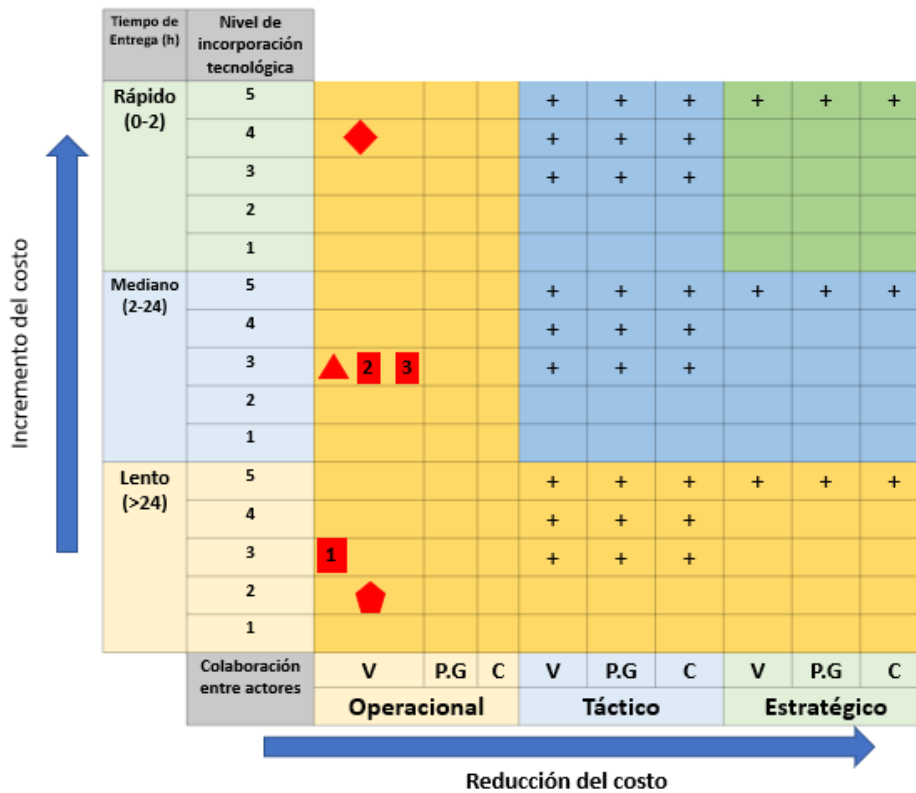 Tiempo de
Entrega (h)
Nivel de
incorporación
tecnológica
Rápido
(0-2)
5 + + + + + +
4 + + +
3 + + +
2
1
Mediano
(2-24)
5 + + + + + +
4 + + +
3 2 3 + + +
2
1
Lento
(>24)
5 + + + + + +
4 + + +
3 1 + + +
2
1
Incremento del costo
Colaboración
entre actores
V P.G C V P.G C V P.G C
Operacional Táctico Estratégico
Reducción del costo